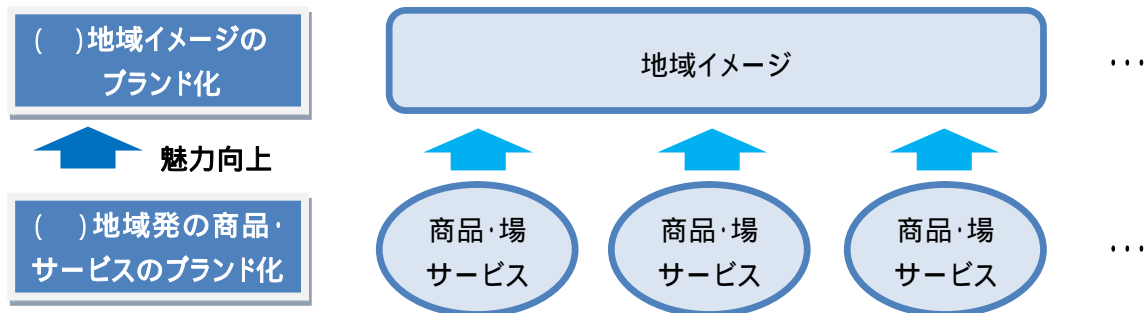 (　)地域イメージの
ブランド化
地域イメージ
･･･
魅力向上
(　)地域発の商品･
サービスのブランド化
商品･場
サービス
商品･場
サービス
商品･場
サービス
･･･